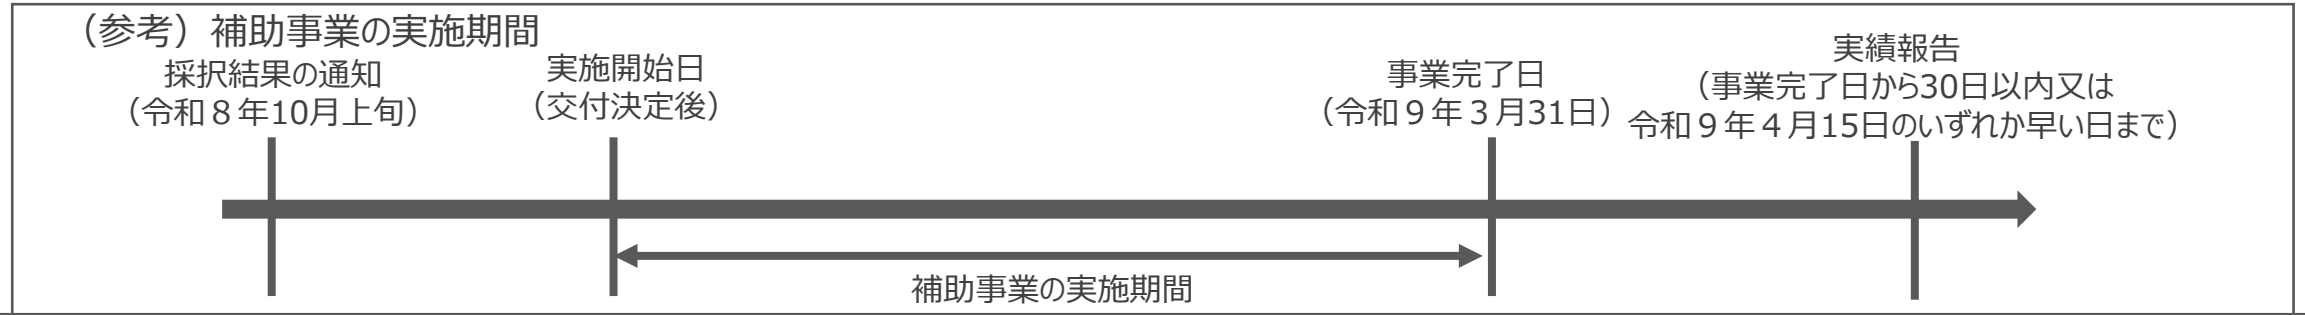 （参考）補助事業の実施期間
採択結果の通知
（令和８年10月上旬）
実施開始日
（交付決定後）
事業完了日
（令和９年３月31日）
実績報告
（事業完了日から30日以内又は
令和９年４月15日のいずれか早い日まで）
補助事業の実施期間